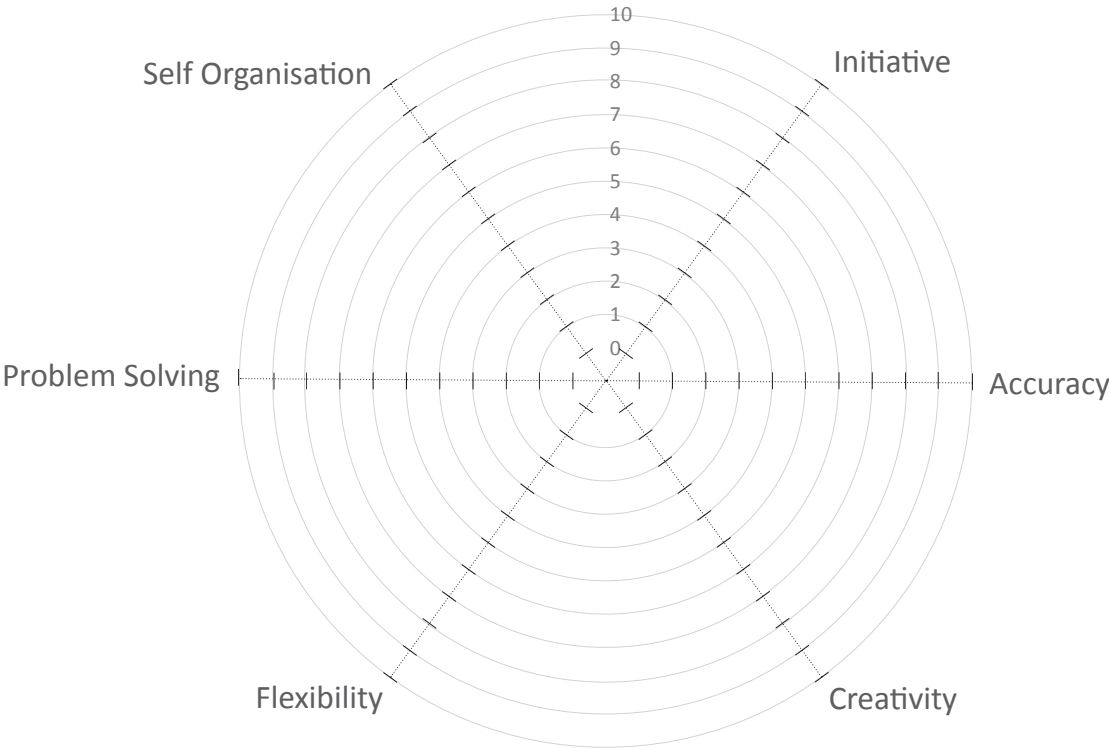 10
9
8
7
6
5
4
3
2
1
0
Self Organisation
Initiative
Problem Solving
Accuracy
Flexibility
Creativity